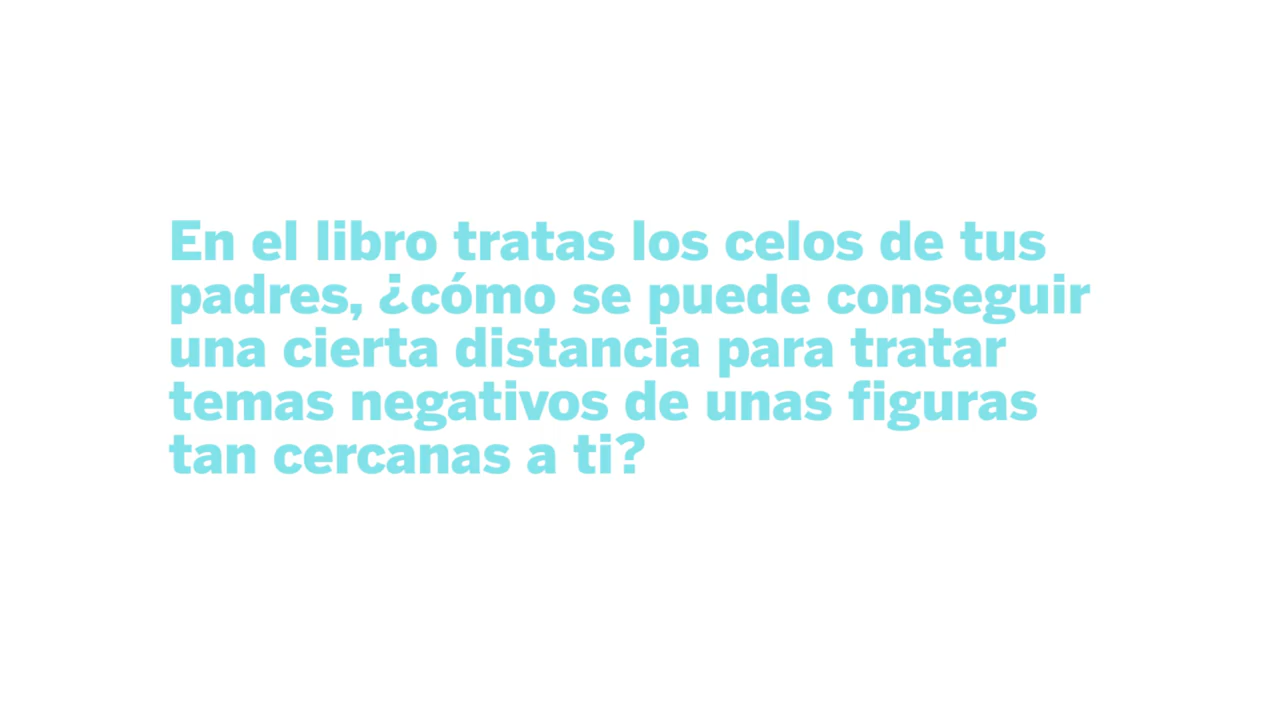 En el libro tratas los celos de tus
padres, ¿cómo se puede conseguir
una cierta distancia para tratar
temas negativos de unas figuras
tan cercanas a ti?